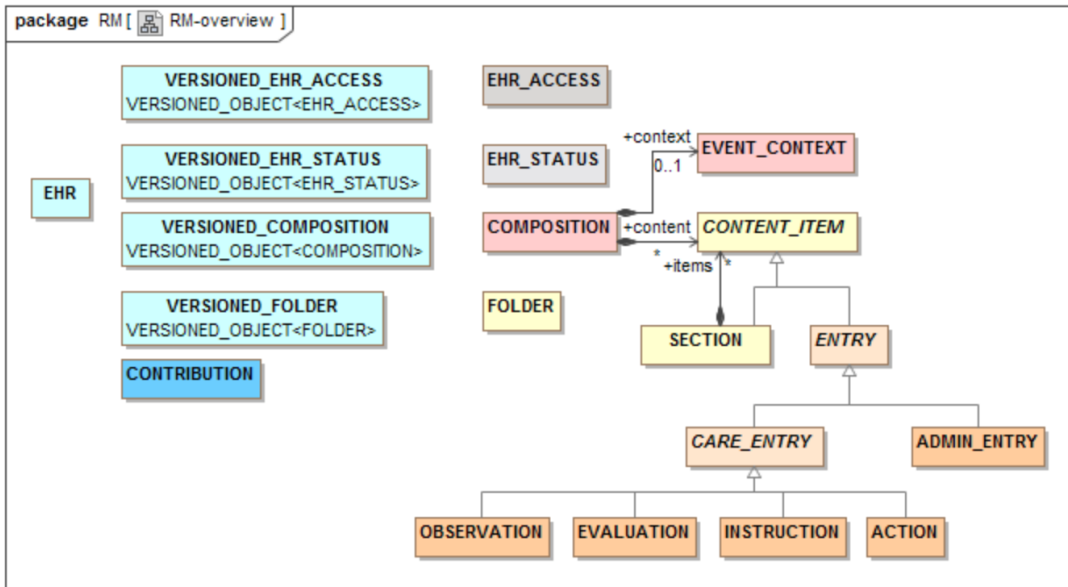 package RM [ RM-overview ]
VERSIONED_EHR_ACCESS
VERSIONED_OBJECT<EHR_ACCESS>
EHR_ACCESS
VERSIONED_EHR_STATUS
VERSIONED_OBJECT<EHR_STATUS>
EHR_STATUS
+context
0..1
EVENT_CONTEXT
EHR
VERSIONED_COMPOSITION
VERSIONED_OBJECT<COMPOSITION>
COMPOSITION
+content
*
CONTENT_ITEM
+items
*
VERSIONED_FOLDER
VERSIONED_OBJECT<FOLDER>
FOLDER
SECTION
ENTRY
CONTRIBUTION
CARE_ENTRY
ADMIN_ENTRY
OBSERVATION
EVALUATION
INSTRUCTION
ACTION